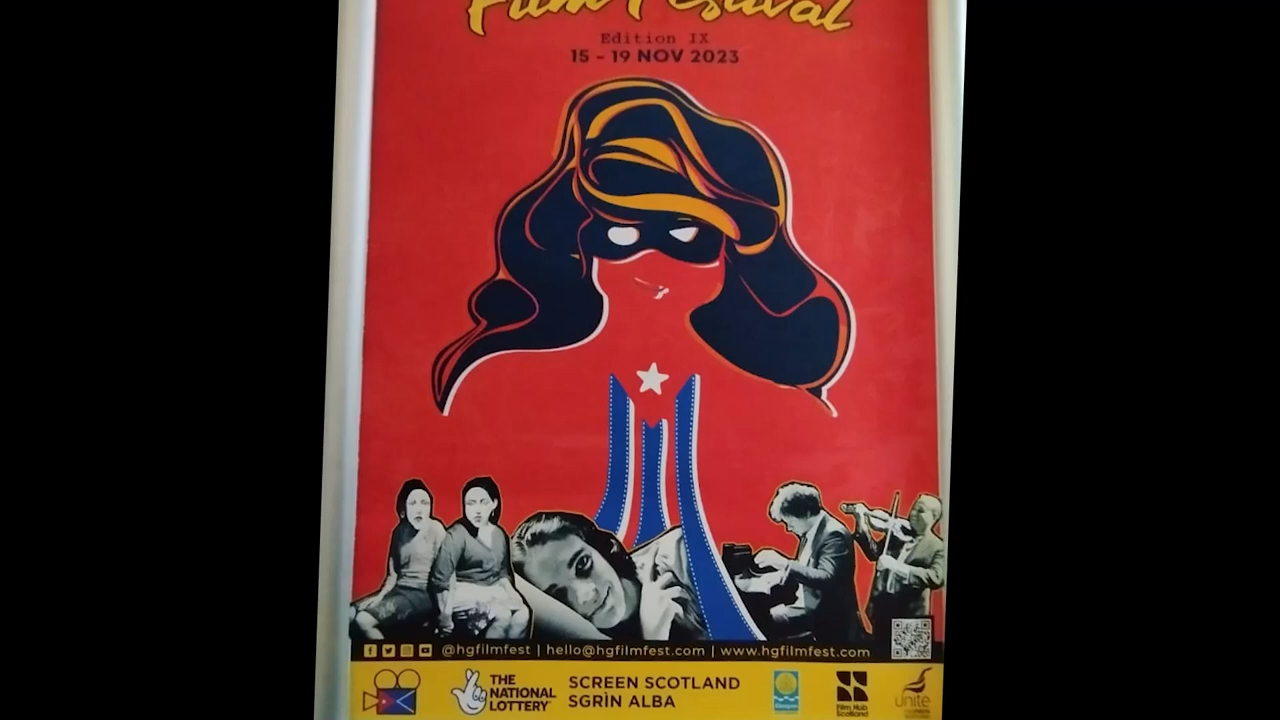 Film Festival
Edition IX
15 - 19 NOV 2023
@hgfilmfest | hello@hgfilmfest.com | www.hgfilmfest.com
THE
NATIONAL
LOTTERY
SCREEN SCOTLAND
SGRÌN ALBA
Film Hub
Scotland
unite